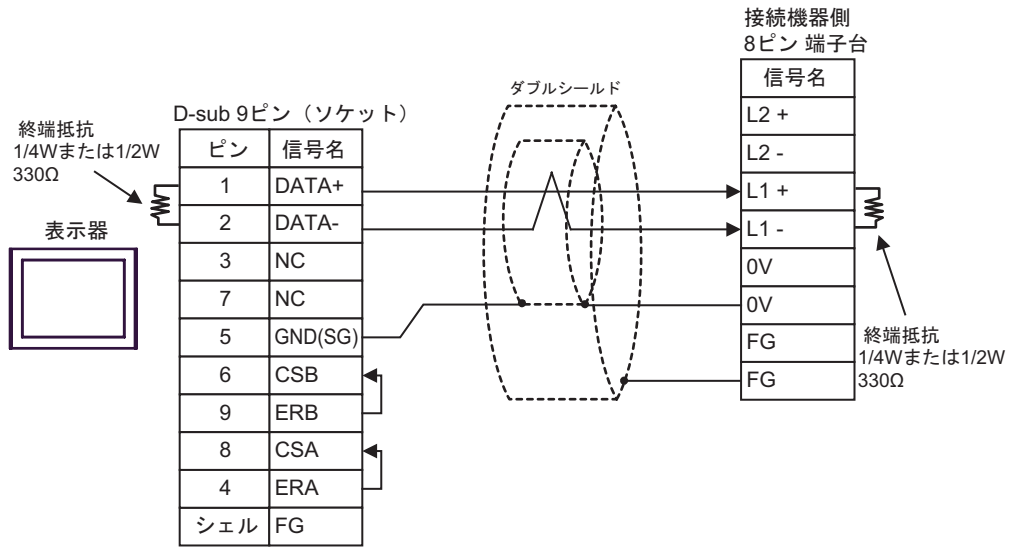 接続機器側
8ピン 端子台
信号名
L2 +
L2 -
L1 +
L1 -
0V
0V
FG
FG
ダブルシールド
D-sub 9ピン（ソケット）
ピン 信号名
1 DATA+
2 DATA-
3 NC
7 NC
5 GND(SG)
6 CSB
9 ERB
8 CSA
4 ERA
シェル FG
終端抵抗
1/4Wまたは1/2W
330Ω
表示器
終端抵抗
1/4Wまたは1/2W
330Ω